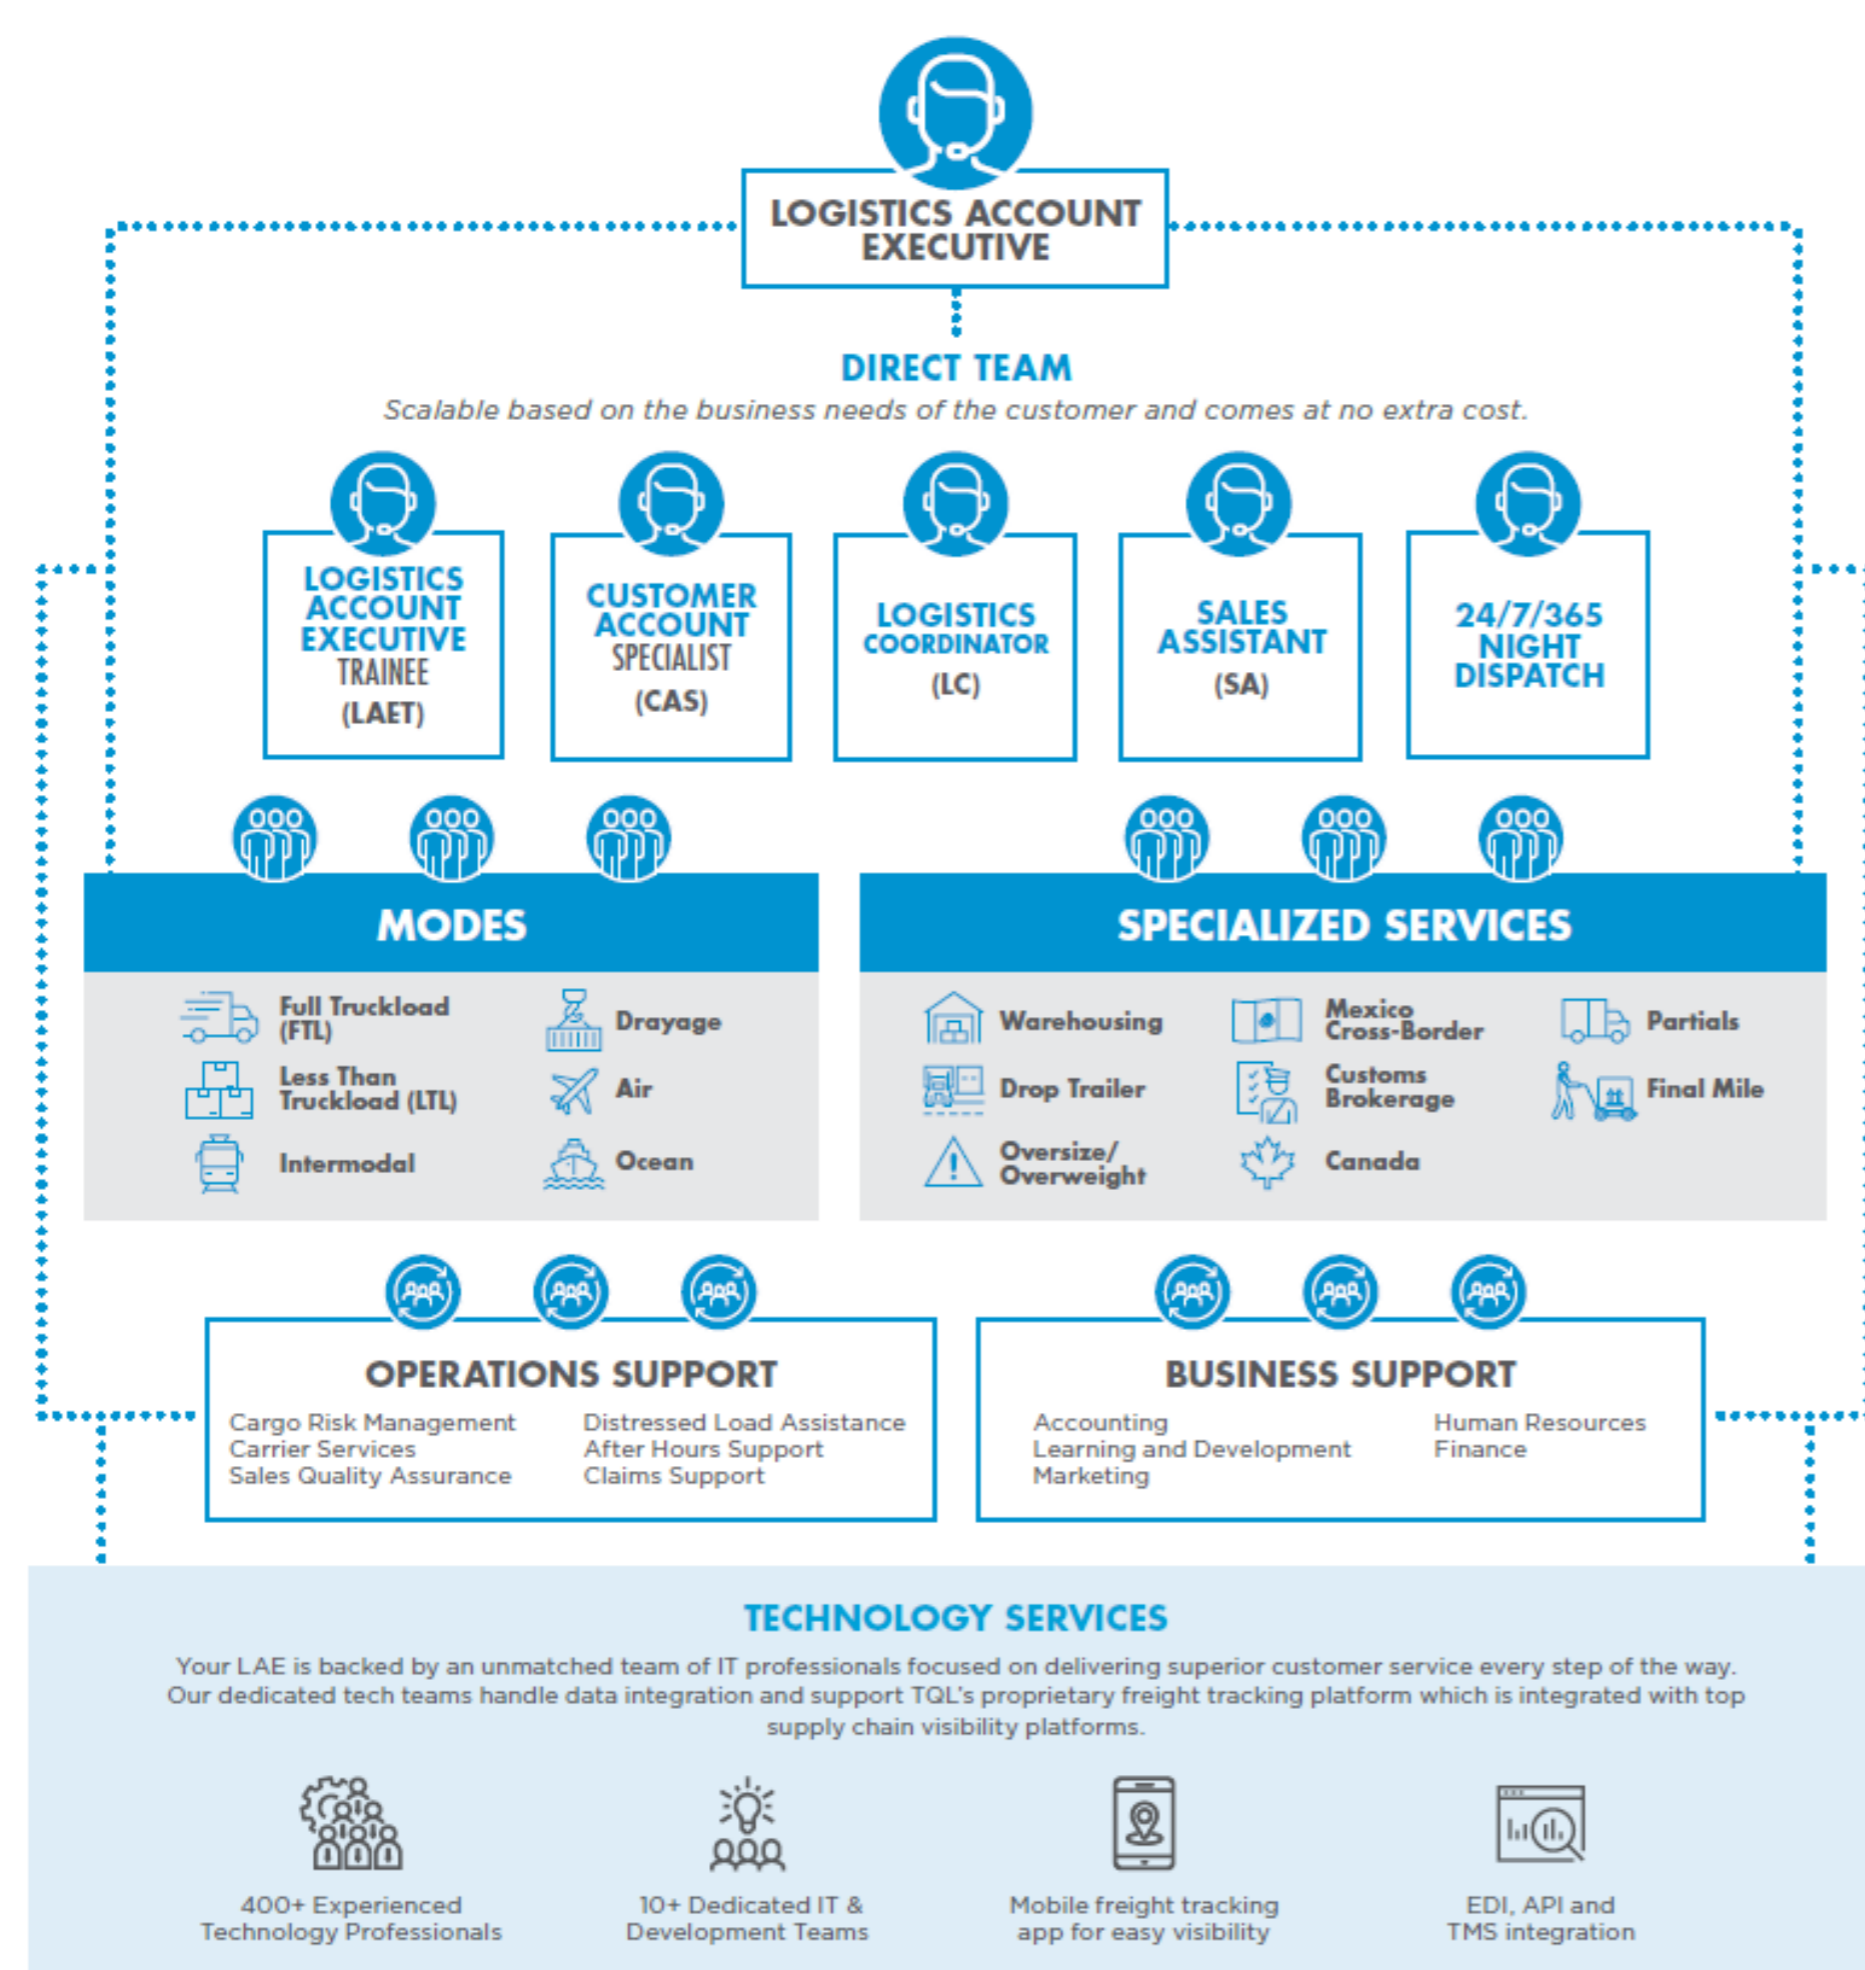 LOGISTICS ACCOUNT
EXECUTIVE
DIRECT TEAM
Scalable based on the business needs of the customer and comes at no extra cost.
LOGISTICS
ACCOUNT
EXECUTIVE
TRAINEE
(LAET)
CUSTOMER
ACCOUNT
SPECIALIST
(CAS)
LOGISTICS
COORDINATOR
(LC)
SALES
ASSISTANT
(SA)
24/7/365
NIGHT
DISPATCH
MODES
Full Truckload
(FTL)
Less Than
Truckload (LTL)
Intermodal
Drayage
Air
Ocean
SPECIALIZED SERVICES
Warehousing
Drop Trailer
Oversize/
Overweight
Mexico
Cross-Border
Customs
Brokerage
Canada
Partials
Final Mile
OPERATIONS SUPPORT
Cargo Risk Management
Carrier Services
Sales Quality Assurance
Distressed Load Assistance
After Hours Support
Claims Support
BUSINESS SUPPORT
Accounting
Learning and Development
Marketing
Human Resources
Finance
TECHNOLOGY SERVICES
Your LAE is backed by an unmatched team of IT professionals focused on delivering superior customer service every step of the way.
Our dedicated tech teams handle data integration and support TQL's proprietary freight tracking platform which is integrated with top
supply chain visibility platforms.
400+ Experienced
Technology Professionals
10+ Dedicated IT &
Development Teams
Mobile freight tracking
app for easy visibility
EDI, API and
TMS integration